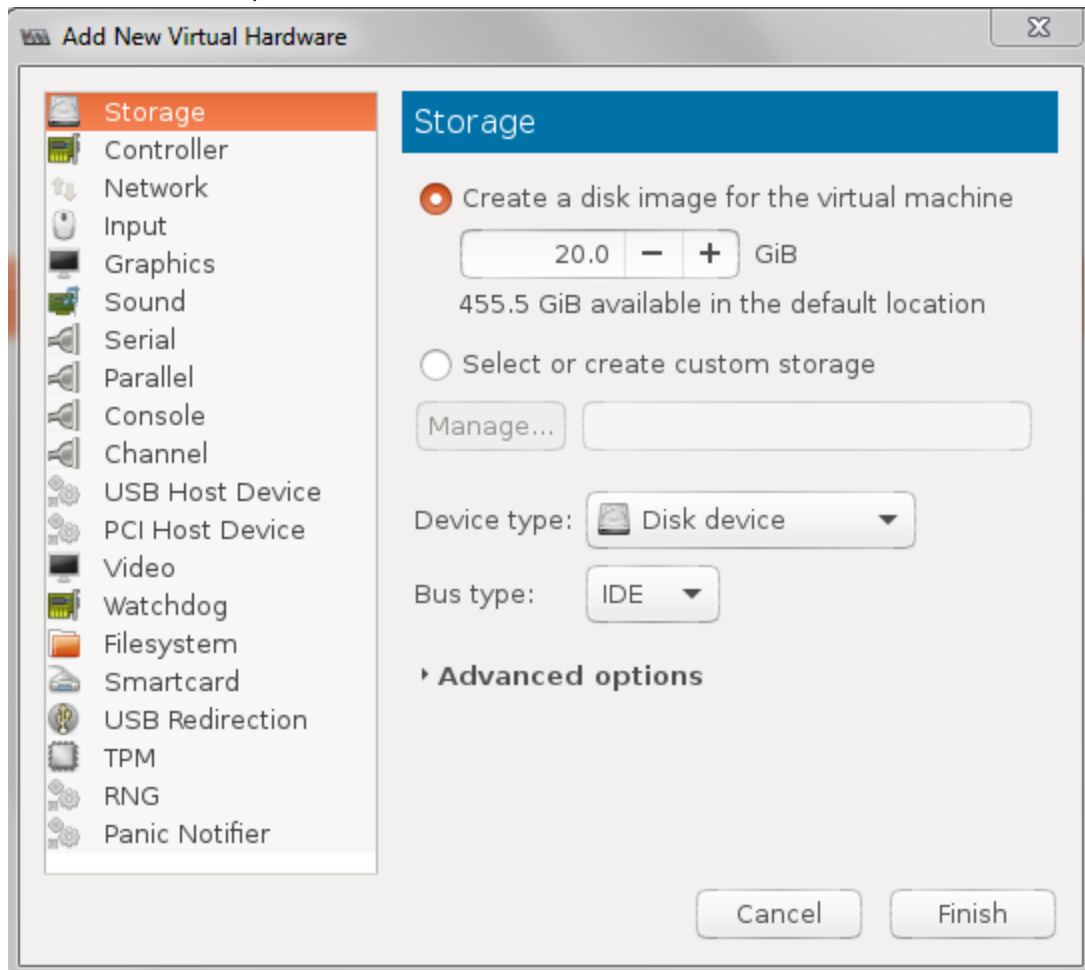 Add New Virtual Hardware
Storage
Controller
Network
Input
Graphics
Sound
Serial
Parallel
Console
Channel
USB Host Device
PCI Host Device
Video
Watchdog
Filesystem
Smartcard
USB Redirection
TPM
RNG
Panic Notifier
Storage
Create a disk image for the virtual machine
20.0 − + GiB
455.5 GiB available in the default location
Select or create custom storage
Manage...
Device type: Disk device
Bus type: IDE
Advanced options
Cancel Finish